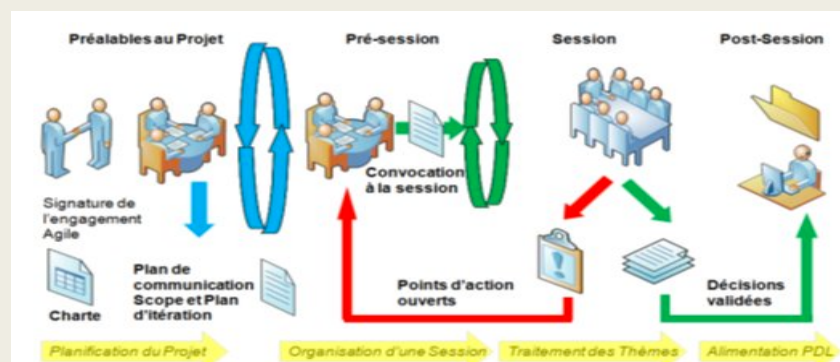 Préalables au Projet
Pré-session
Session
Post-Session
Signature de
l'engagement
Agile
Convocation
à la session
Charte
Plan de
communication
Scope et Plan
d'itération
Points d'action
ouverts
Décisions
validées
Planification du Projet
Organisation d'une Session
Traitement des Thèmes
Alimentation